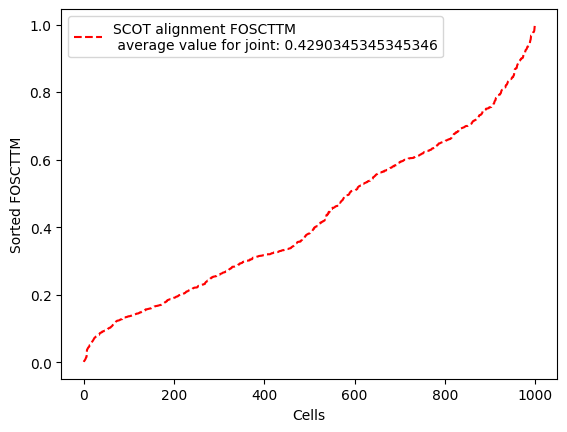 SCOT alignment FOSCTTM
average value for joint: 0.4290345345345346
1.0
0.8
0.6
0.4
0.2
0.0
Sorted FOSCTTM
0 200 400 600 800 1000
Cells